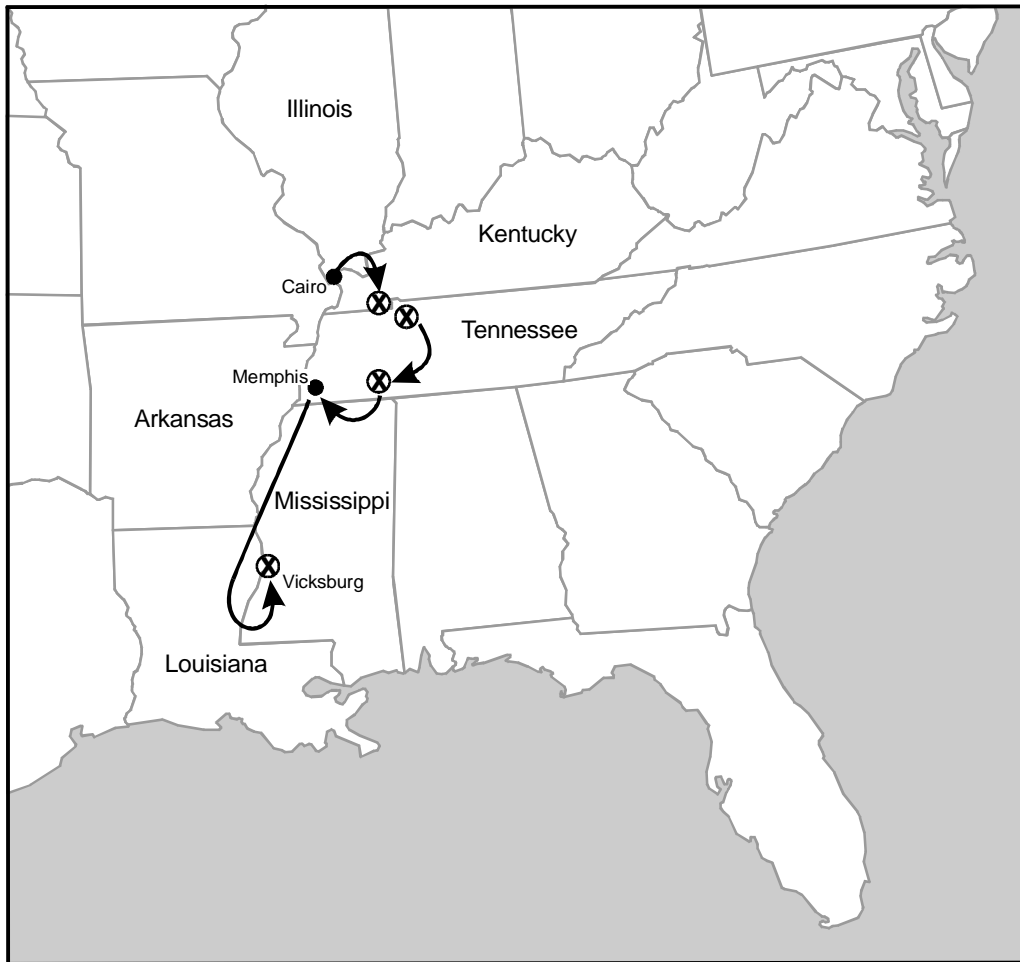 Illinois
Kentucky
Cairo
X
X
Tennessee
Memphis
X
Arkansas
Mississippi
X
Vicksburg
Louisiana